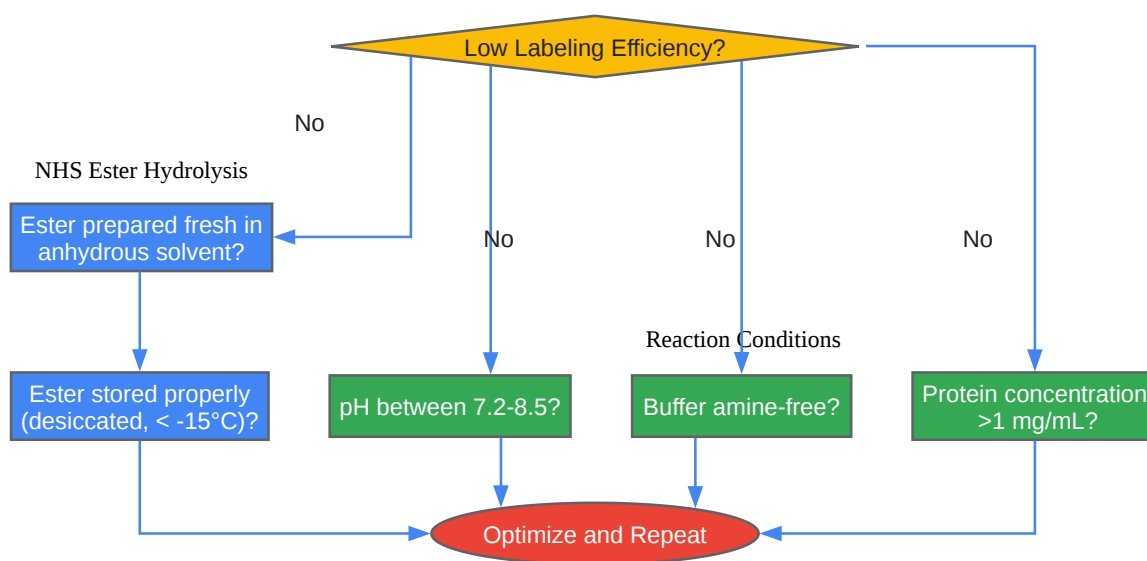 Low Labeling Efficiency?
No
NHS Ester Hydrolysis
Ester prepared fresh in
anhydrous solvent?
No
No
No
Reaction Conditions
Ester stored properly
(desiccated, < -15°C)?
pH between 7.2-8.5?
Buffer amine-free?
Protein concentration
>1 mg/mL?
Optimize and Repeat